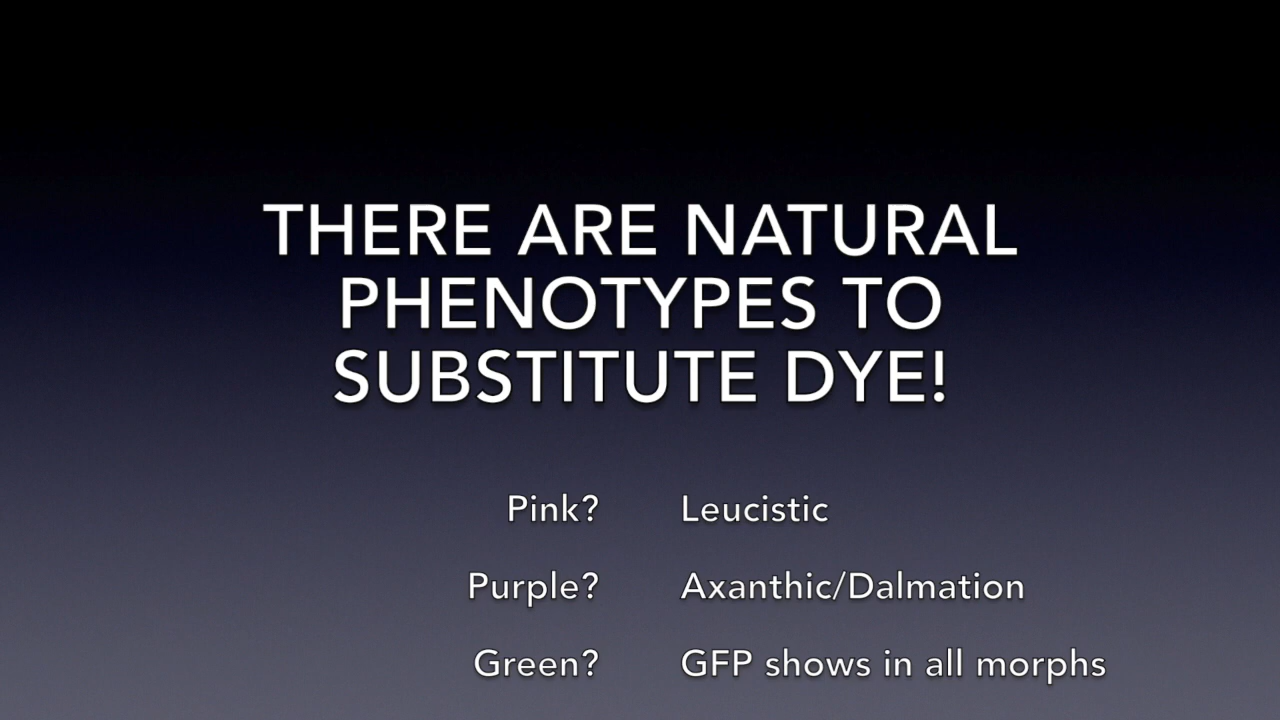 THERE ARE NATURAL
PHENOTYPES TO
SUBSTITUTE DYE!
Pink? Leucistic
Purple? Axanthic/Dalmation
Green? GFP shows in all morphs